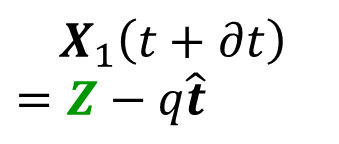 X₁(t + ∂t)
= Z − qt̂